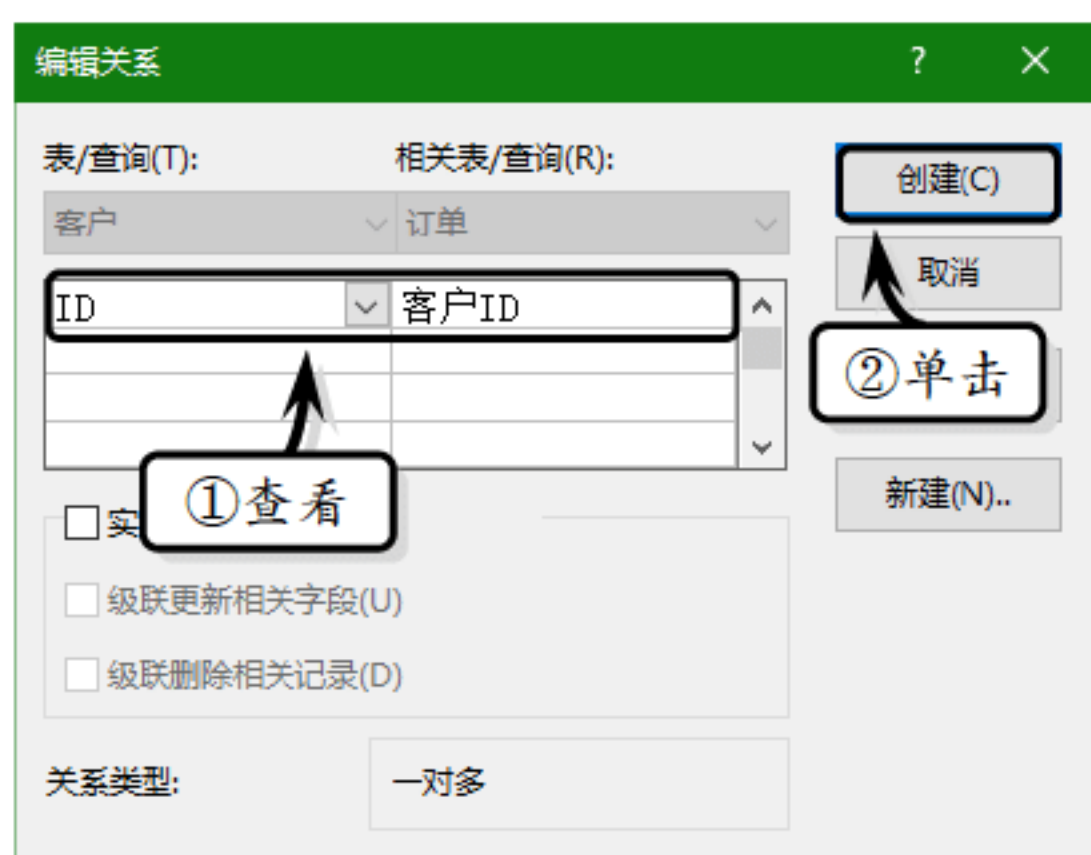 编辑关系
? ×
表/查询(T): 相关表/查询(R):
创建(C)
客户 订单
取消
ID 客户ID
②单击
①查看
新建(N)..
实
级联更新相关字段(U)
级联删除相关记录(D)
关系类型: 一对多